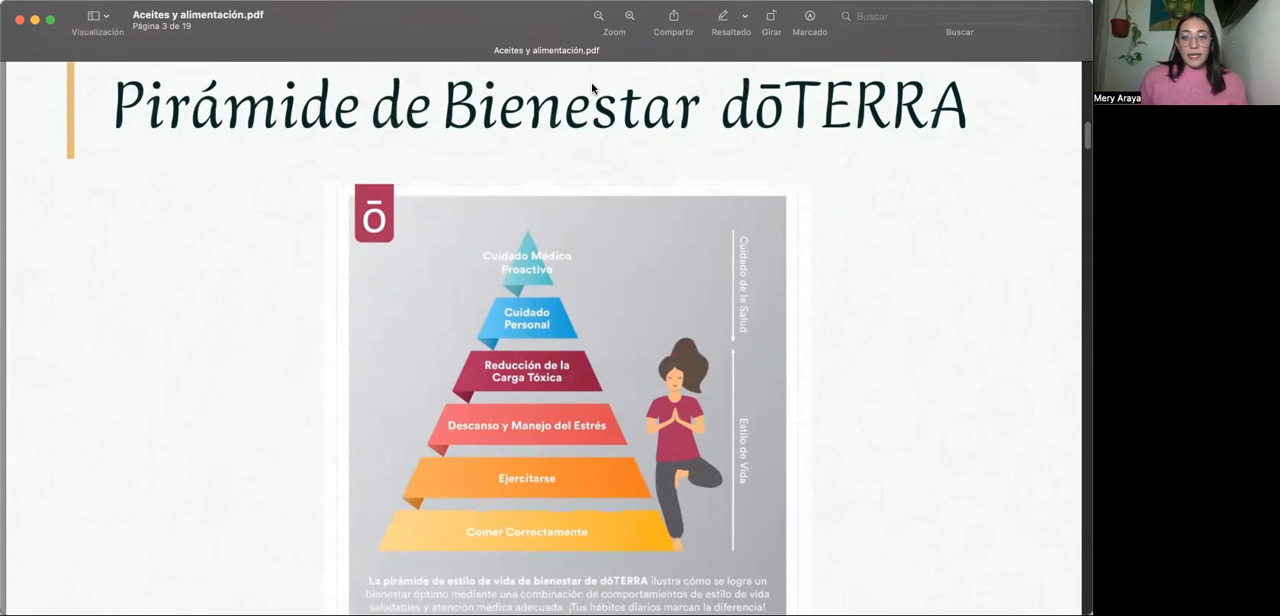 Aceites y alimentación.pdf
Página 3 de 19
Visualización
Zoom
Compartir
Resaltado
Girar
Marcado
Buscar
Buscar
Aceites y alimentación.pdf
Mery Araya
Pirámide de Bienestar dōTERRA
ō
Cuidado Médico
Proactivo
Cuidado
Personal
Reducción de la
Carga Tóxica
Descanso y Manejo del Estrés
Ejercitarse
Comer Correctamente
Cuidado de la Salud
Estilo de Vida
La pirámide de estilo de vida de bienestar de dōTERRA ilustra cómo se logra un
bienestar óptimo mediante una combinación de comportamientos de estilo de vida
saludables y atención médica adecuada. ¡Tus hábitos diarios marcan la diferencia!